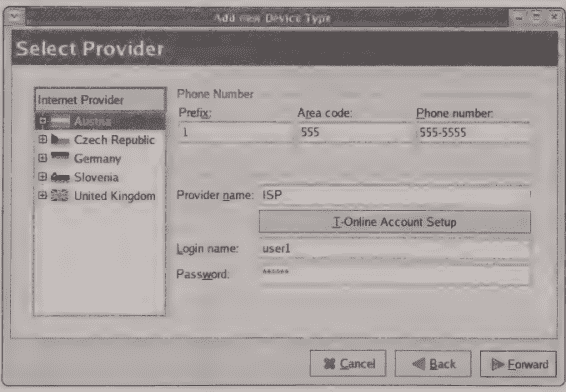 Add new Device Type
Select Provider
Internet Provider
Austria
Czech Republic
Germany
Slovenia
United Kingdom
Phone Number
Prefix: Area code: Phone number:
1 555 555-5555
Provider name: ISP
T-Online Account Setup
Login name: user1
Password: ******
Cancel Back Forward